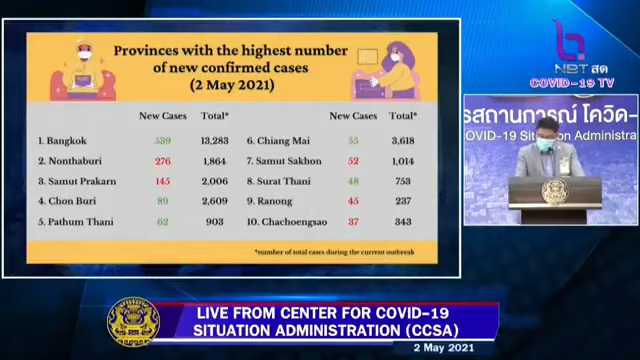 Provinces with the highest number
of new confirmed cases
(2 May 2021)
New Cases Total* New Cases Total*
1. Bangkok 539 13,283 6. Chiang Mai 55 3,618
2. Nonthaburi 276 1,864 7. Samut Sakhon 52 1,014
3. Samut Prakarn 145 2,006 8. Surat Thani 48 753
4. Chon Buri 89 2,609 9. Ranong 45 237
5. Pathum Thani 62 903 10. Chachoengsao 37 343
*number of total cases during the current outbreak
NBT สด
COVID-19 TV
รสถานการณ์ โควิด-
COVID-19 Situation Administra
LIVE FROM CENTER FOR COVID-19
SITUATION ADMINISTRATION (CCSA)
2 May 2021